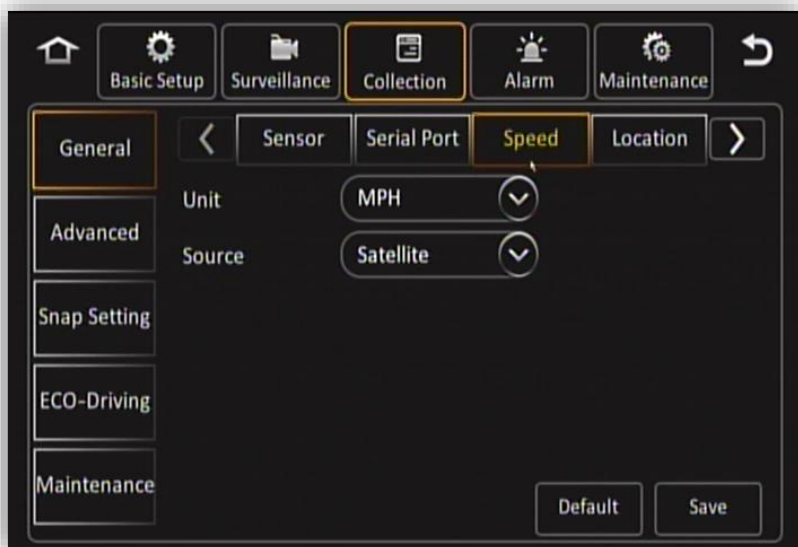 Basic Setup
Surveillance
Collection
Alarm
Maintenance
General
Advanced
Snap Setting
ECO-Driving
Maintenance
Sensor
Serial Port
Speed
Location
Unit
MPH
Source
Satellite
Default
Save